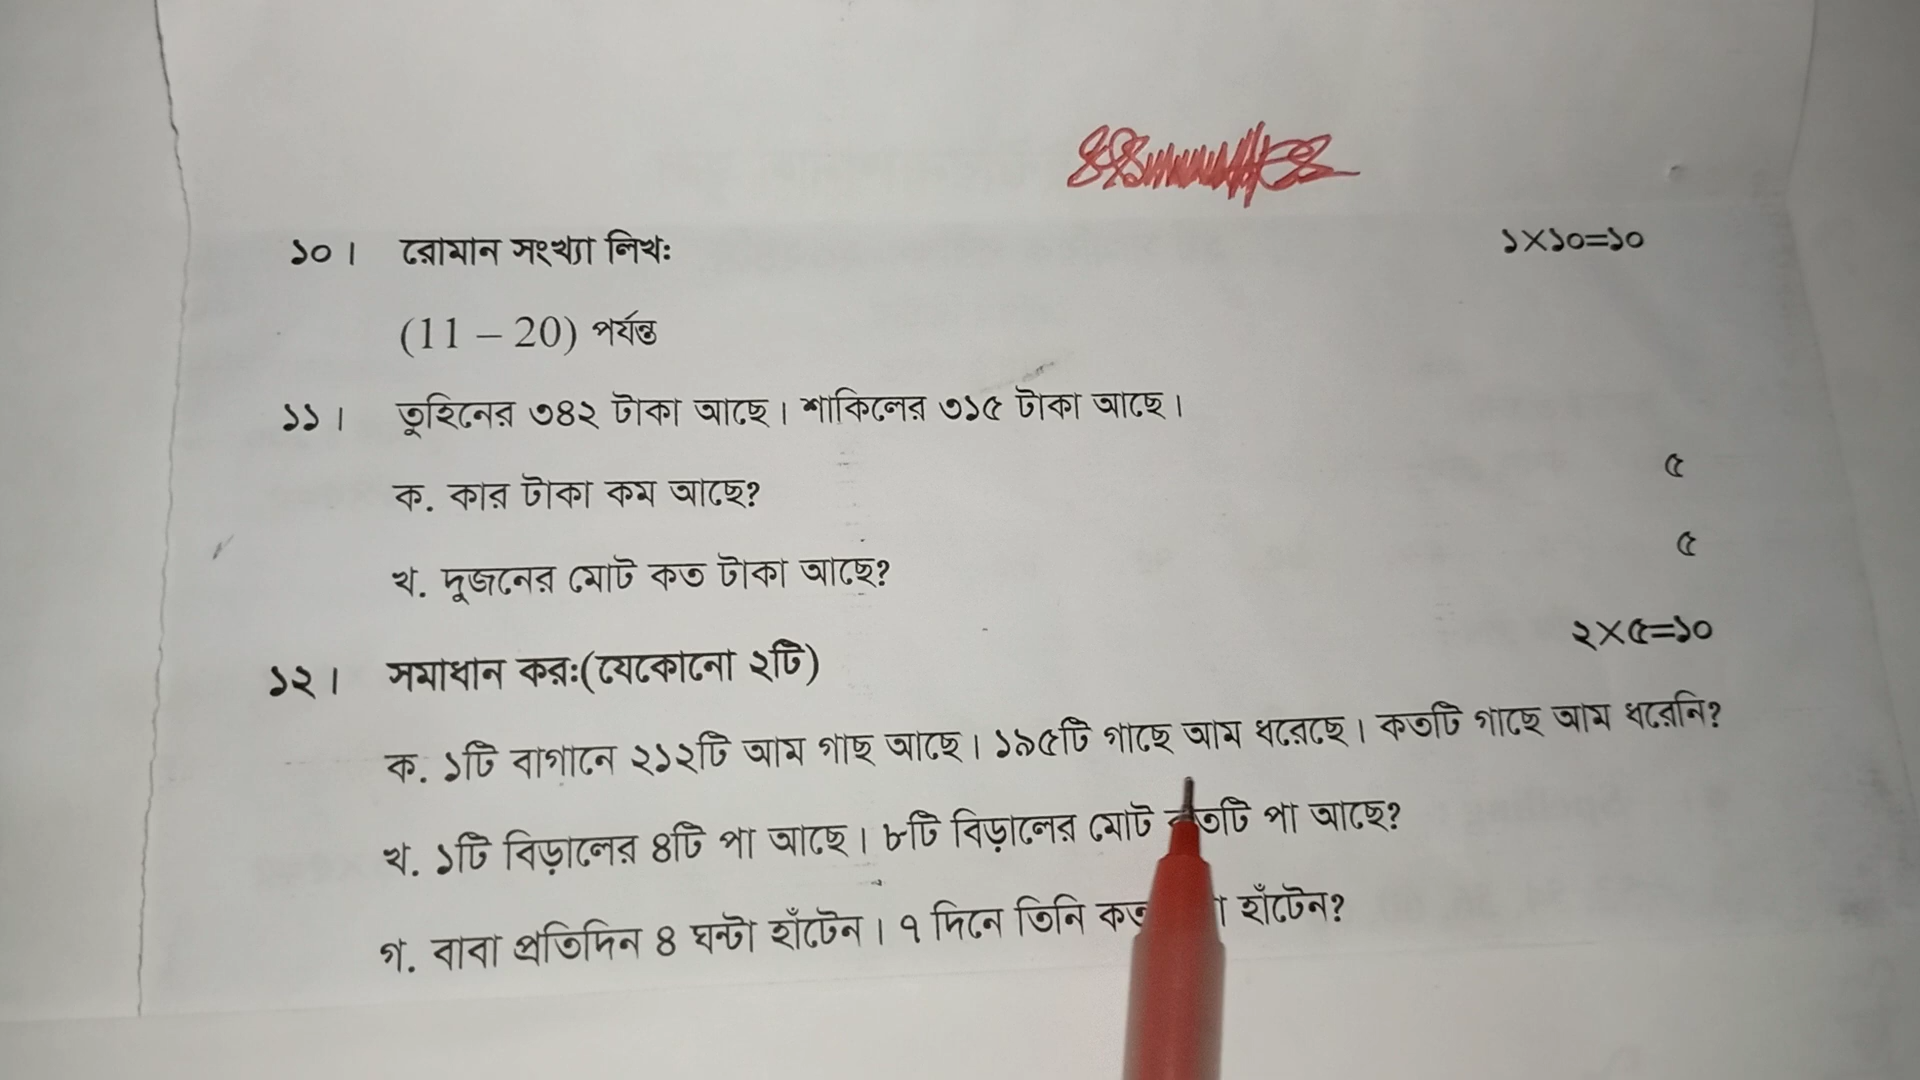 ১০। রোমান সংখ্যা লিখঃ ১×১০=১০
(11 – 20) পর্যন্ত
১১। তুহিনের ৩৪২ টাকা আছে। শাকিলের ৩১৫ টাকা আছে।
ক. কার টাকা কম আছে? ৫
খ. দুজনের মোট কত টাকা আছে? ৫
১২। সমাধান করঃ(যেকোনো ২টি) ২×৫=১০
ক. ১টি বাগানে ২১২টি আম গাছ আছে। ১৯৫টি গাছে আম ধরেছে। কতটি গাছে আম ধরেনি?
খ. ১টি বিড়ালের ৪টি পা আছে। ৮টি বিড়ালের মোট কতটি পা আছে?
গ. বাবা প্রতিদিন ৪ ঘন্টা হাঁটেন। ৭ দিনে তিনি কত হাঁটেন?